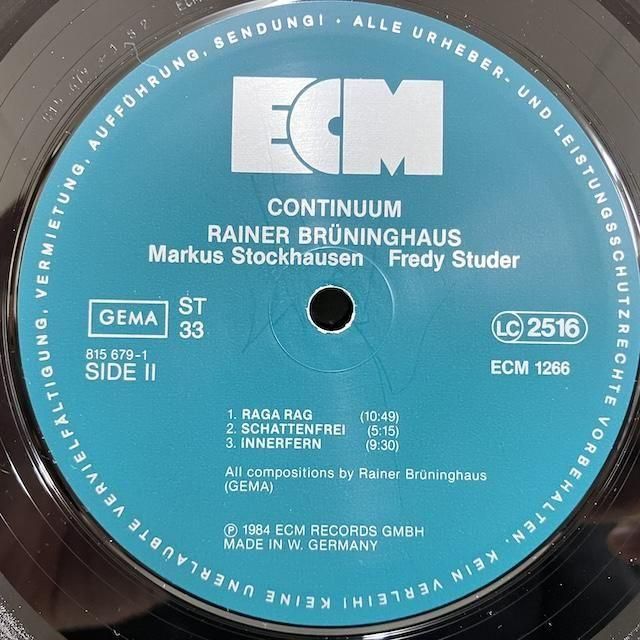 ECM
CONTINUUM
RAINER BRÜNINGHAUS
Markus Stockhausen Fredy Studer
GEMA
ST
33
815 679-1
SIDE II
LC 2516
ECM 1266
1. RAGA RAG (10:49)
2. SCHATTENFREI (5:15)
3. INNERFERN (9:30)
All compositions by Rainer Brüninghaus
(GEMA)
Ⓟ 1984 ECM RECORDS GMBH
MADE IN W. GERMANY
ALLE URHEBER- UND LEISTUNGSSCHUTZRECHTE VORBEHALTEN. KEIN VERLEIH! KEINE UNERLAUBTE VERVIELFÄLTIGUNG, VERMIETUNG, AUFFÜHRUNG, SENDUNG! ·